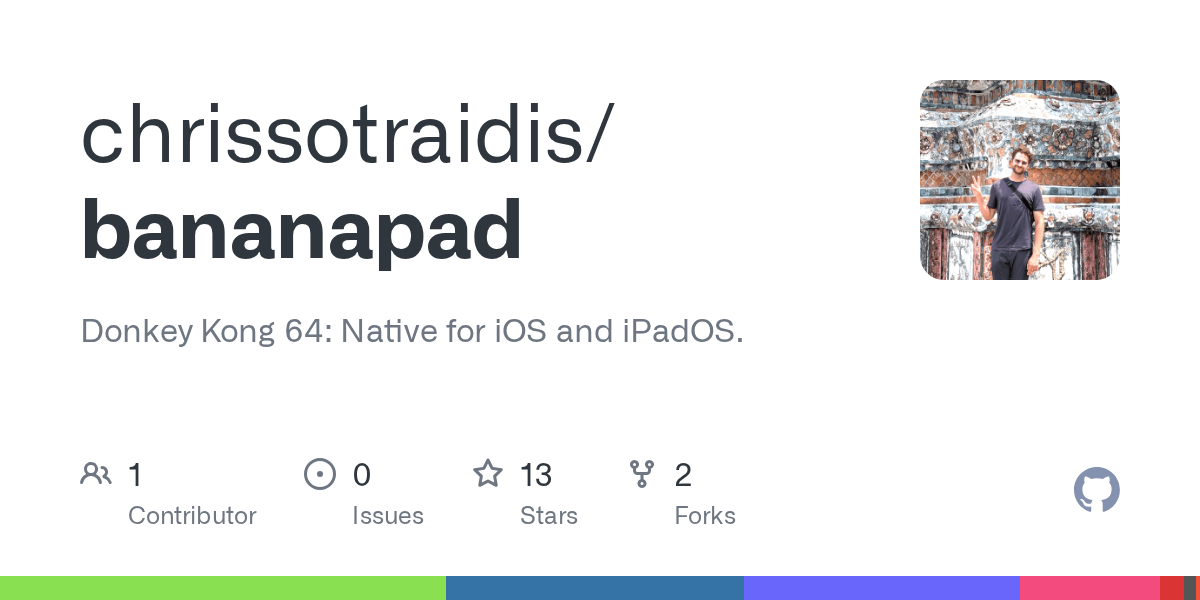 chrissotraidis/
bananapad
Donkey Kong 64: Native for iOS and iPadOS.
1
Contributor
0
Issues
13
Stars
2
Forks